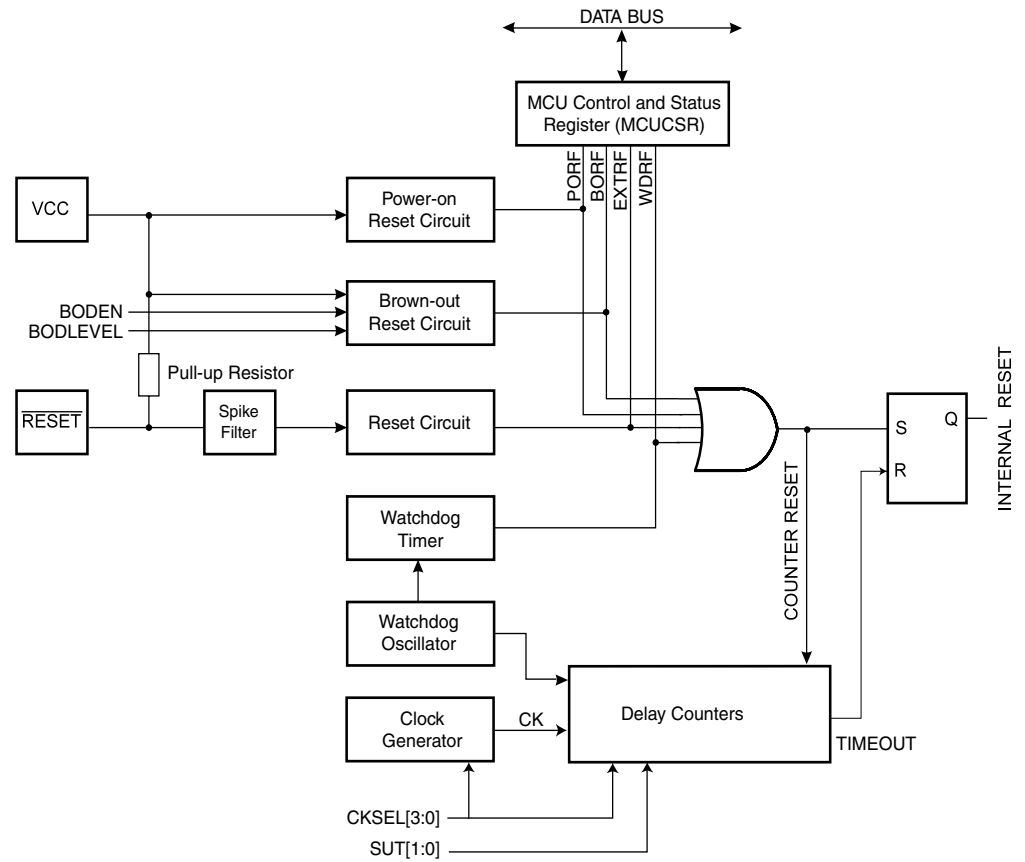 DATA BUS
MCU Control and Status
Register (MCUCSR)
PORF
BORF
EXTRF
WDRF
VCC
Power-on
Reset Circuit
BODEN
BODLEVEL
Brown-out
Reset Circuit
Pull-up Resistor
RESET
Spike
Filter
Reset Circuit
S
Q
R
INTERNAL RESET
COUNTER RESET
Watchdog
Timer
Watchdog
Oscillator
Clock
Generator
CK
Delay Counters
TIMEOUT
CKSEL[3:0]
SUT[1:0]